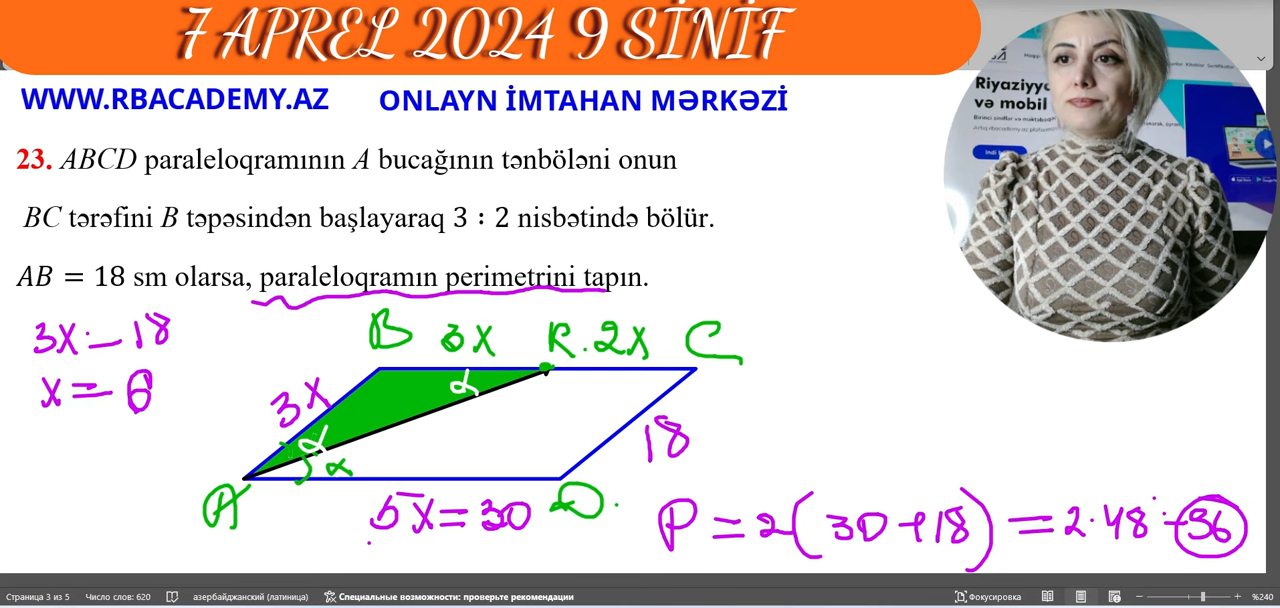 7 APREL 2024 9 SİNİF
WWW.RBACADEMY.AZ ONLAYN İMTAHAN MƏRKƏZİ
Riyaziyyo
və mobil
23. ABCD paraleloqramının A bucağının tənböləni onun
BC tərəfini B təpəsindən başlayaraq 3 : 2 nisbətində bölür.
AB = 18 sm olarsa, paraleloqramın perimetrini tapın.
3x = 18
x = 6
B 3x K 2x C
3x
α
α
α
18
A 5x = 30 D
P = 2(30+18) = 2·48 = 96
Страница 3 из 5 Число слов: 620 азербайджанский (латиница) Специальные возможности: проверьте рекомендации Фокусировка %240